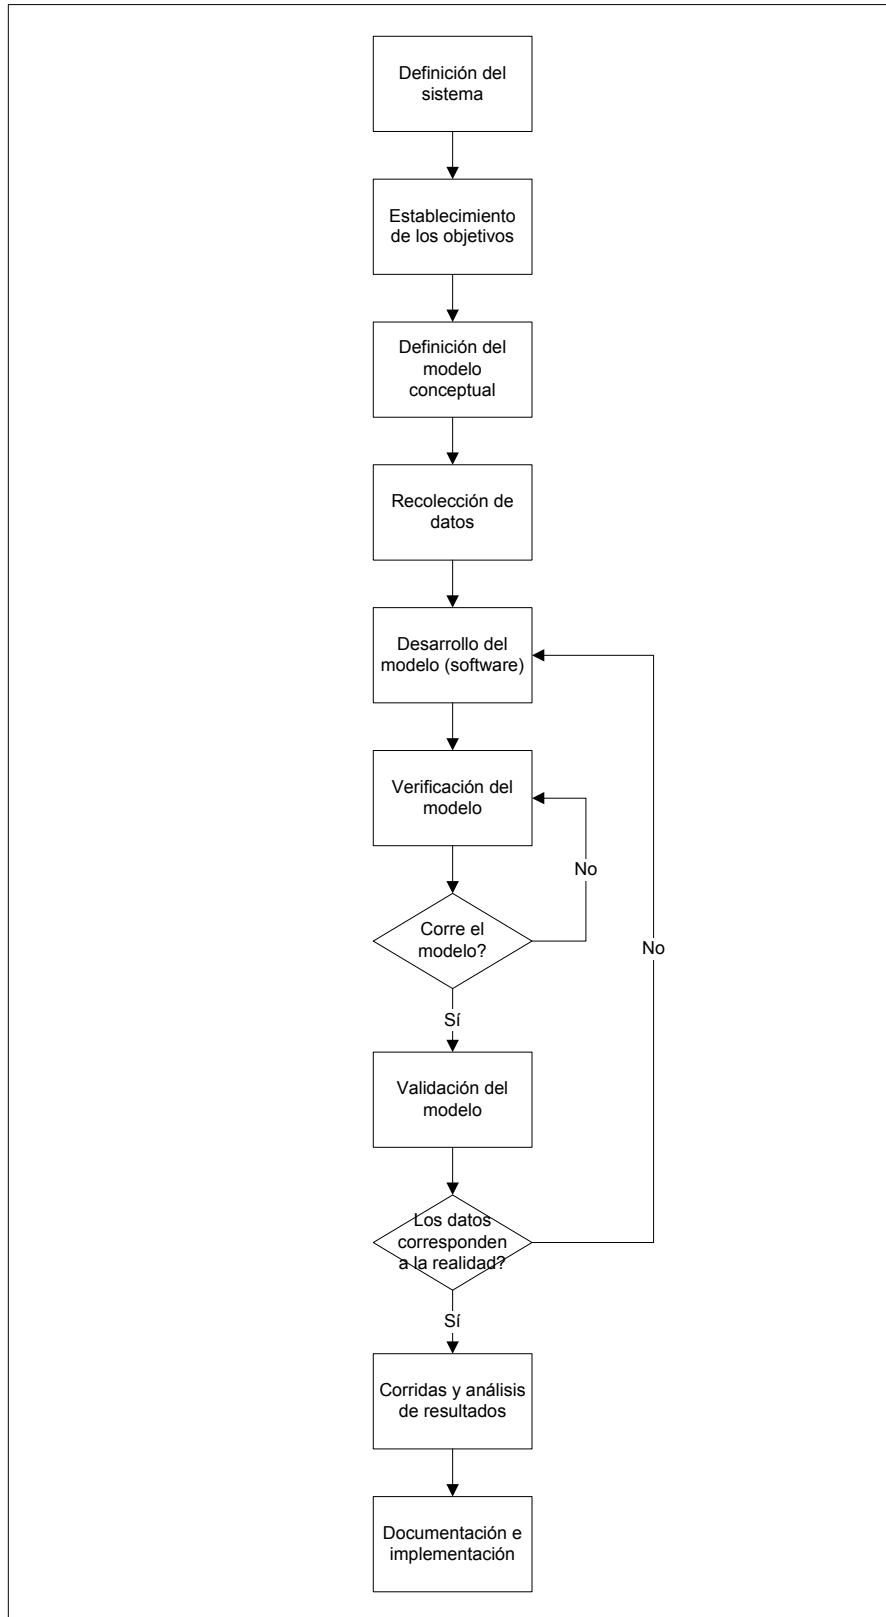 Definición del
sistema
Establecimiento
de los objetivos
Definición del
modelo
conceptual
Recolección de
datos
Desarrollo del
modelo (software)
Verificación del
modelo
No
Corre el
modelo?
No
Sí
Validación del
modelo
Los datos
corresponden
a la realidad?
Sí
Corridas y análisis
de resultados
Documentación e
implementación